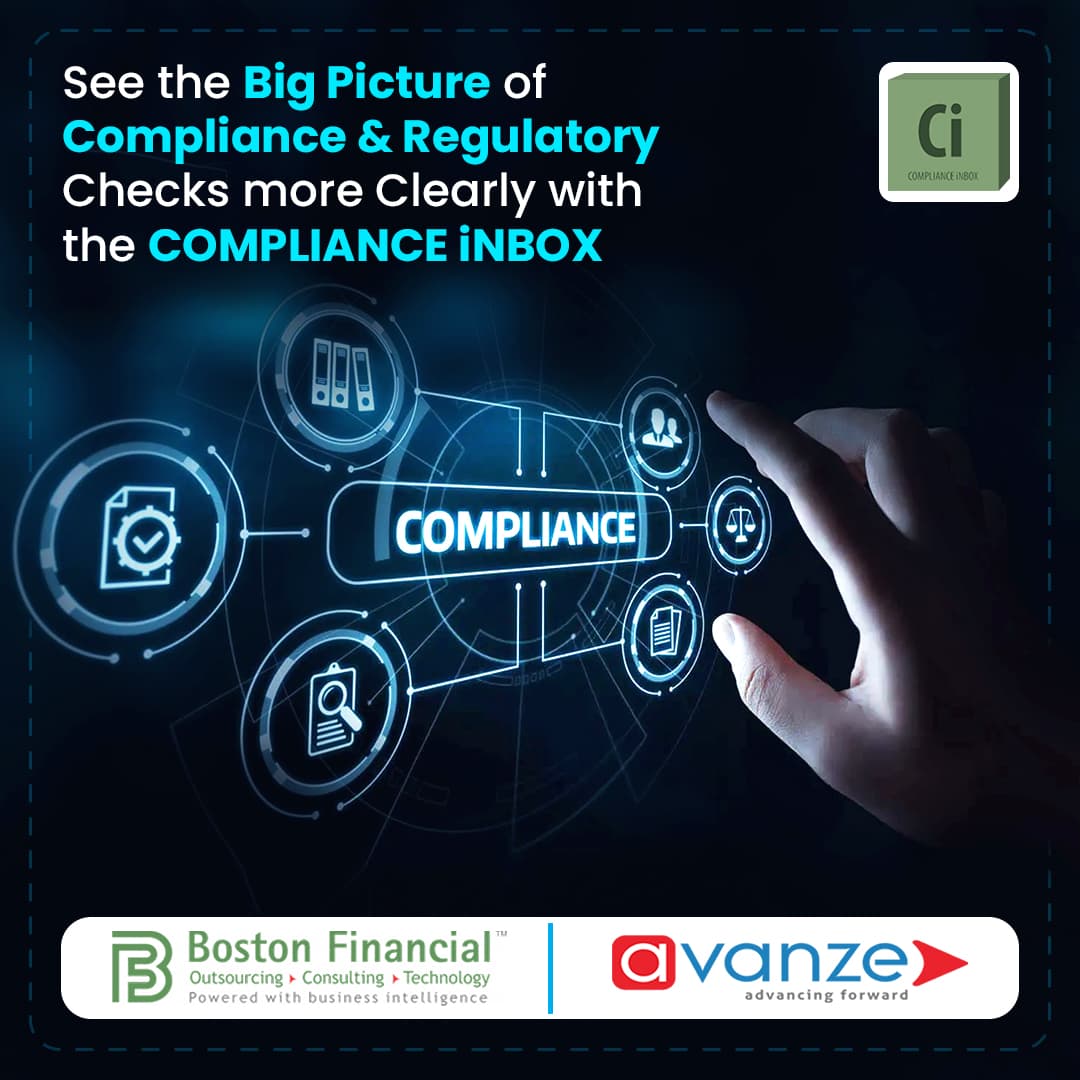 See the Big Picture of
Compliance & Regulatory
Checks more Clearly with
the COMPLIANCE iNBOX
Ci
COMPLIANCE iNBOX
COMPLIANCE
Boston Financial™
Outsourcing ▸ Consulting ▸ Technology
Powered with business intelligence
avanze
advancing forward